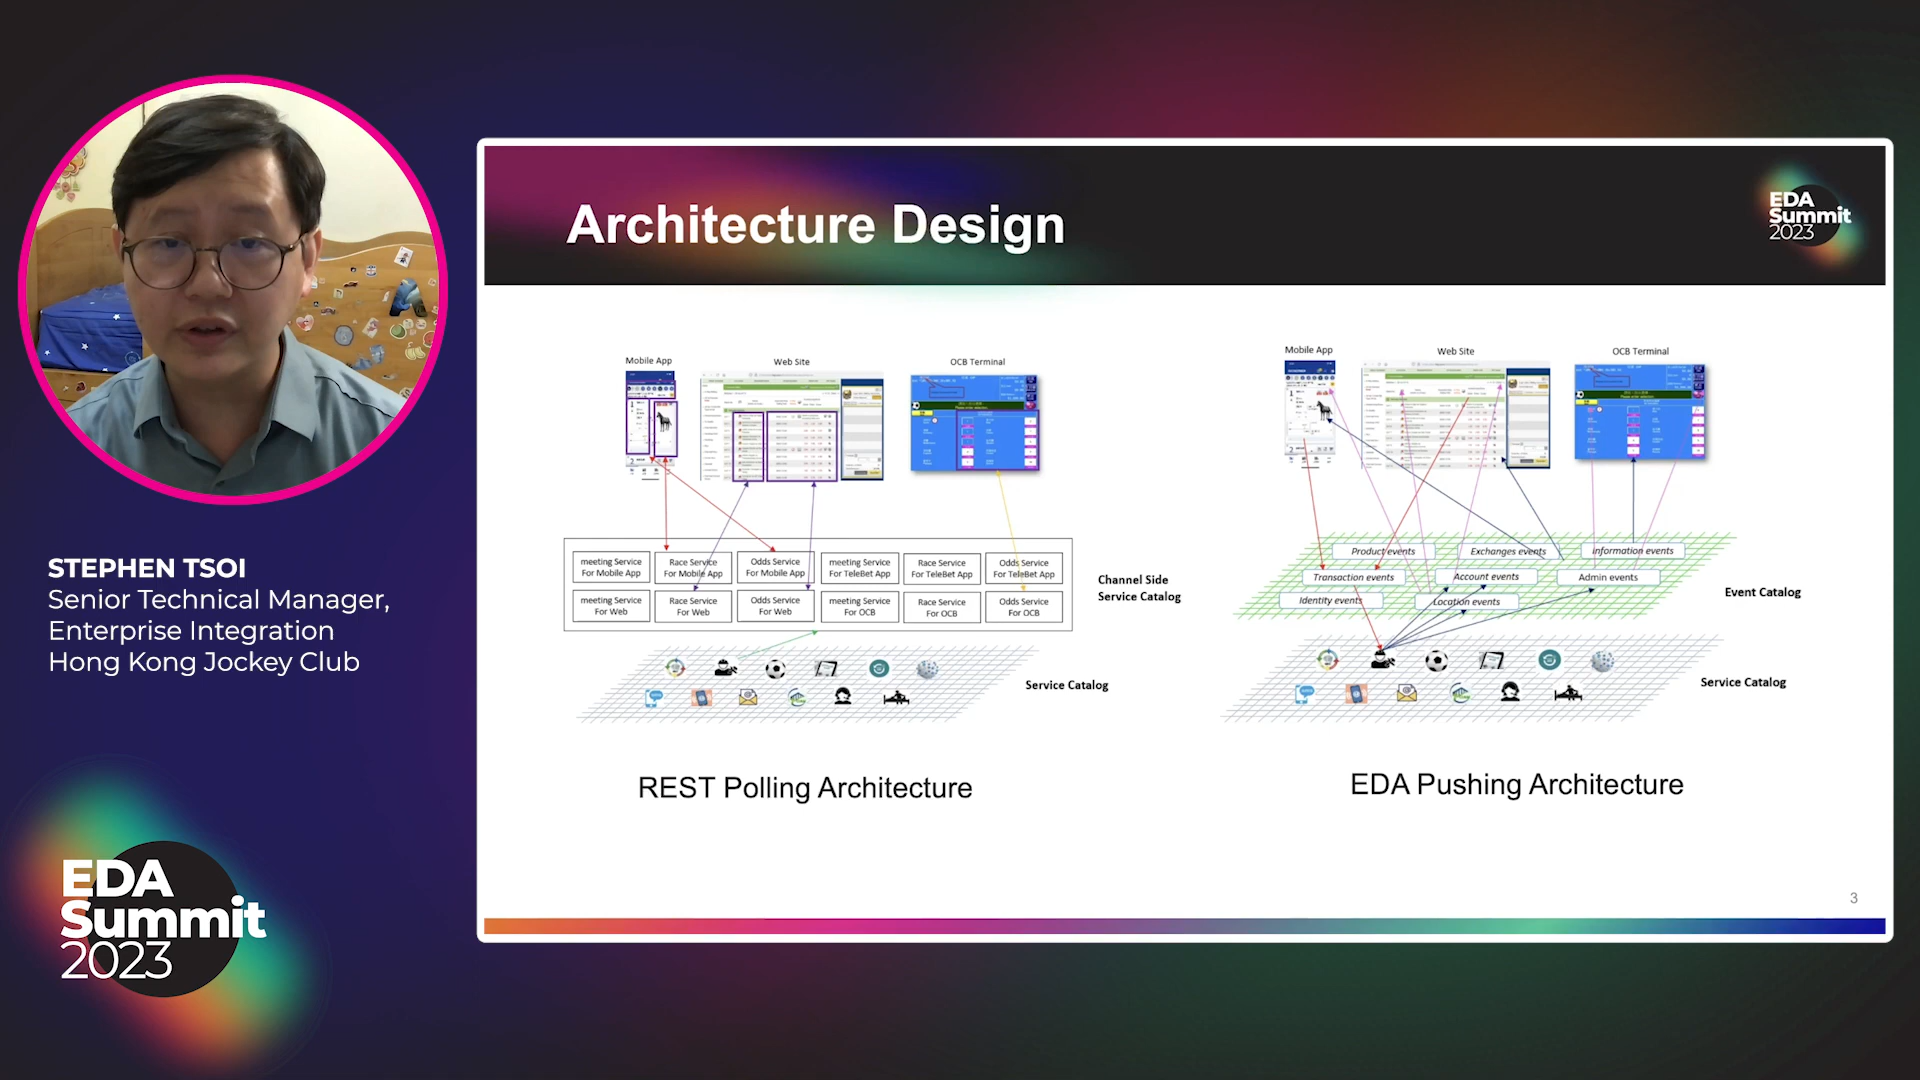 STEPHEN TSOI
Senior Technical Manager,
Enterprise Integration
Hong Kong Jockey Club
EDA
Summit
2023
Architecture Design
EDA
Summit
2023
Mobile App
Web Site
OCB Terminal
meeting Service
For Mobile App
Race Service
For Mobile App
Odds Service
For Mobile App
meeting Service
For TeleBet App
Race Service
For TeleBet App
Odds Service
For TeleBet App
meeting Service
For Web
Race Service
For Web
Odds Service
For Web
meeting Service
For OCB
Race Service
For OCB
Odds Service
For OCB
Channel Side
Service Catalog
Service Catalog
REST Polling Architecture
Mobile App
Web Site
OCB Terminal
Product events
Exchanges events
Information events
Transaction events
Account events
Admin events
Identity events
Location events
Event Catalog
Service Catalog
EDA Pushing Architecture
3